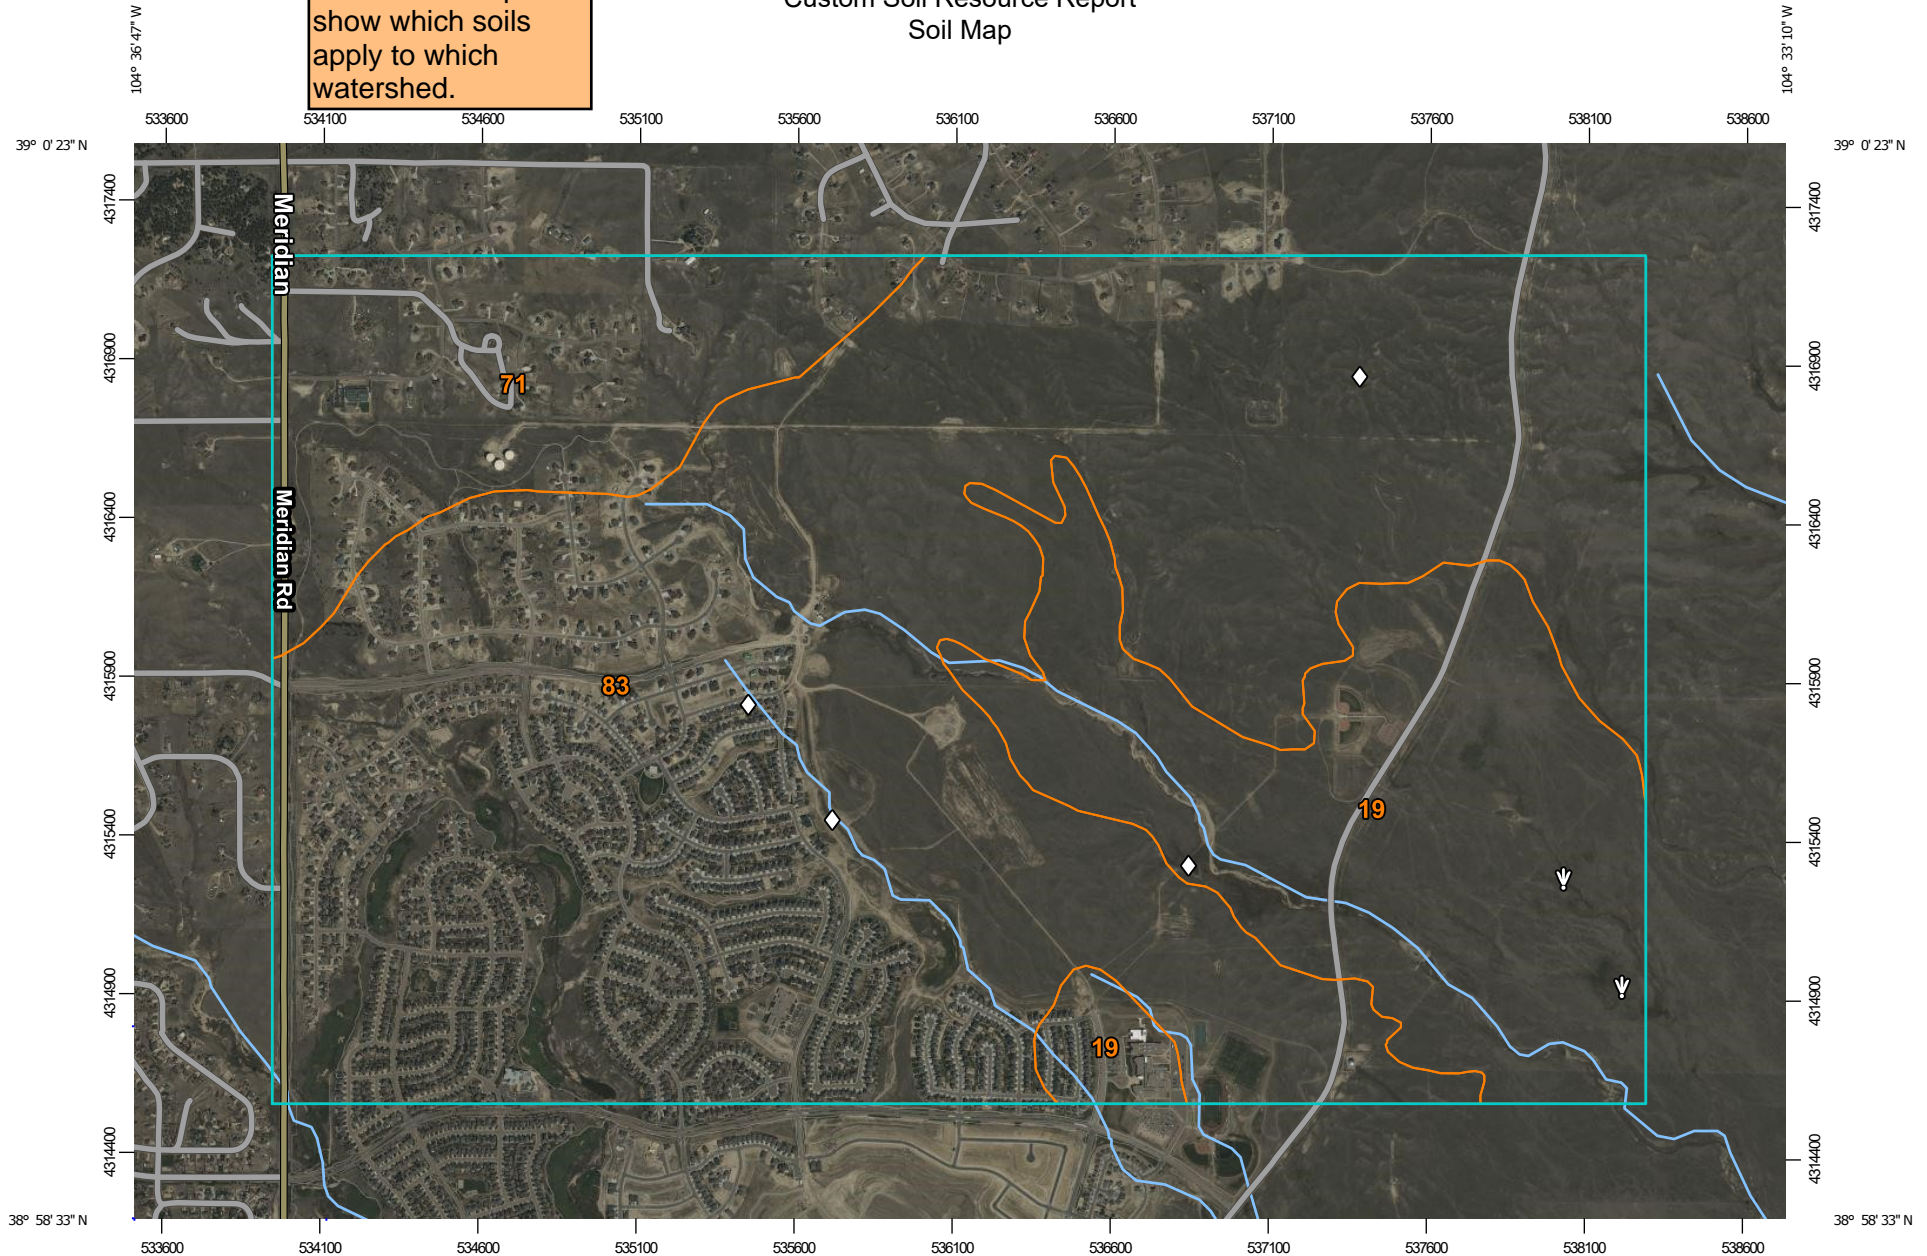 show which soils
apply to which
watershed.
Custom Soil Resource Report
Soil Map
104° 36' 47" W
104° 33' 10" W
533600 534100 534600 535100 535600 536100 536600 537100 537600 538100 538600
39° 0' 23" N
39° 0' 23" N
4317400
4316900
4316400
4315900
4315400
4314900
4314400
4317400
4316900
4316400
4315900
4315400
4314900
4314400
Meridian
Meridian Rd
71
83
19
19
38° 58' 33" N
38° 58' 33" N
533600 534100 534600 535100 535600 536100 536600 537100 537600 538100 538600